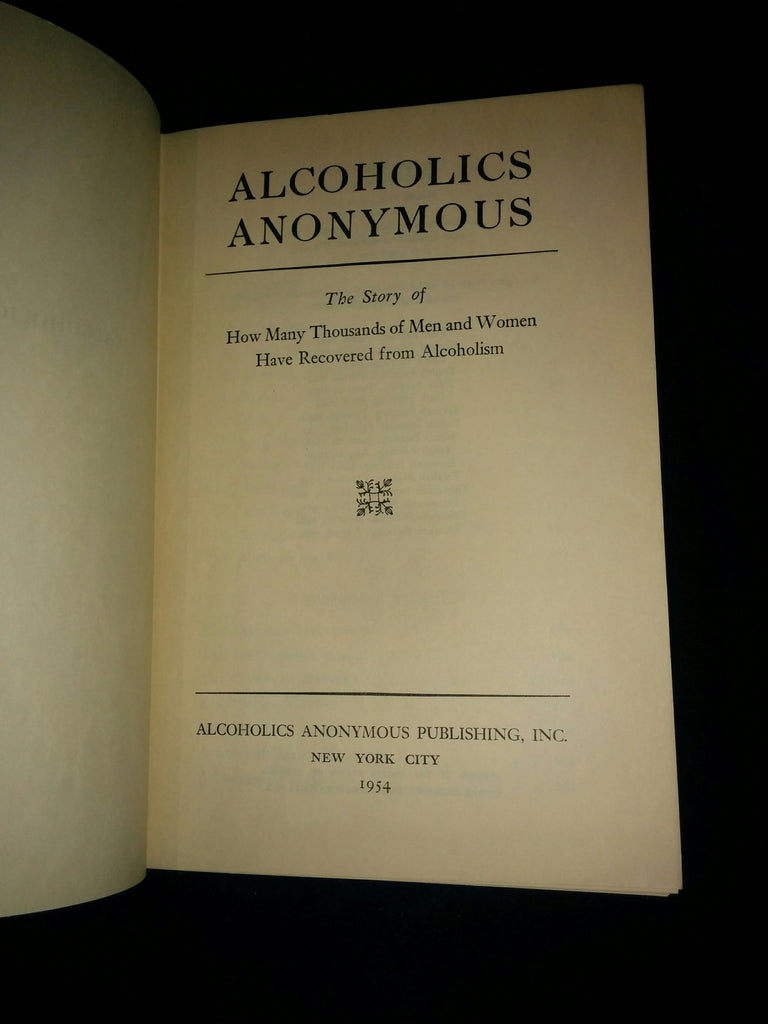 ALCOHOLICS
ANONYMOUS
The Story of
How Many Thousands of Men and Women
Have Recovered from Alcoholism
ALCOHOLICS ANONYMOUS PUBLISHING, INC.
NEW YORK CITY
1954